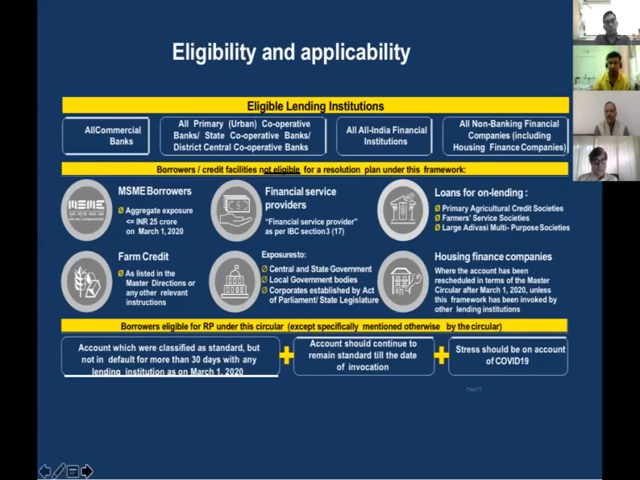 Eligibility and applicability
Eligible Lending Institutions
AllCommercial
Banks
All Primary (Urban) Co-operative
Banks/ State Co-operative Banks/
District Central Co-operative Banks
All All-India Financial
Institutions
All Non-Banking Financial
Companies (including
Housing Finance Companies)
Borrowers / credit facilities not eligible for a resolution plan under this framework:
MSME
MSME Borrowers
Aggregate exposure
<= INR 25 crore
on March 1, 2020
Financial service
providers
"Financial service provider"
as per IBC section3 (17)
Loans for on-lending :
Primary Agricultural Credit Societies
Farmers' Service Societies
Large Adivasi Multi- Purpose Societies
Farm Credit
As listed in the
Master Directions or
any other relevant
instructions
Exposuresto:
Central and State Government
Local Government bodies
Corporates established by Act
of Parliament/ State Legislature
Housing finance companies
Where the account has been
rescheduled in terms of the Master
Circular after March 1, 2020, unless
this framework has been invoked by
other lending institutions
Borrowers eligible for RP under this circular (except specifically mentioned otherwise by the circular)
Account which were classified as standard, but
not in default for more than 30 days with any
lending institution as on March 1, 2020
Account should continue to
remain standard till the date
of invocation
Stress should be on account
of COVID19